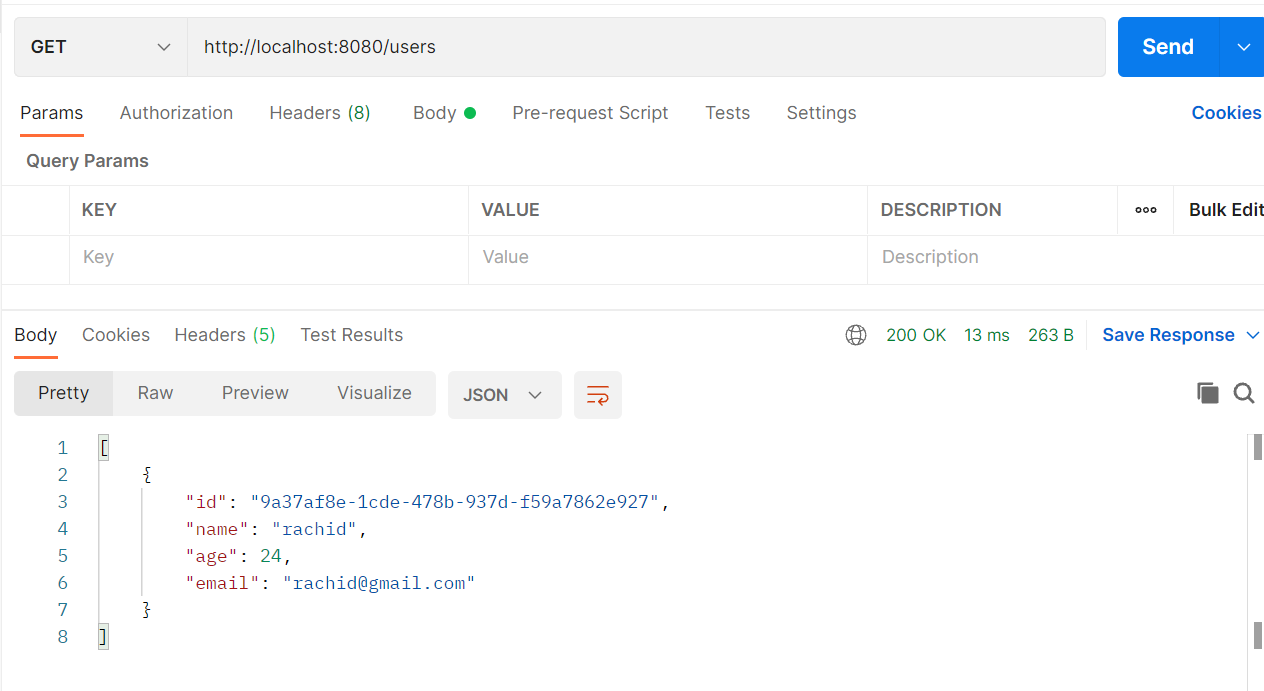 GET http://localhost:8080/users Send
Params Authorization Headers (8) Body Pre-request Script Tests Settings Cookies
Query Params
KEY VALUE DESCRIPTION Bulk Edit
Key Value Description
Body Cookies Headers (5) Test Results 200 OK 13 ms 263 B Save Response
Pretty Raw Preview Visualize JSON
1 [
2 {
3 "id": "9a37af8e-1cde-478b-937d-f59a7862e927",
4 "name": "rachid",
5 "age": 24,
6 "email": "rachid@gmail.com"
7 }
8 ]